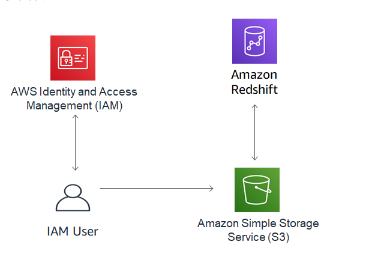 AWS Identity and Access
Management (IAM)
Amazon
Redshift
IAM User
Amazon Simple Storage
Service (S3)